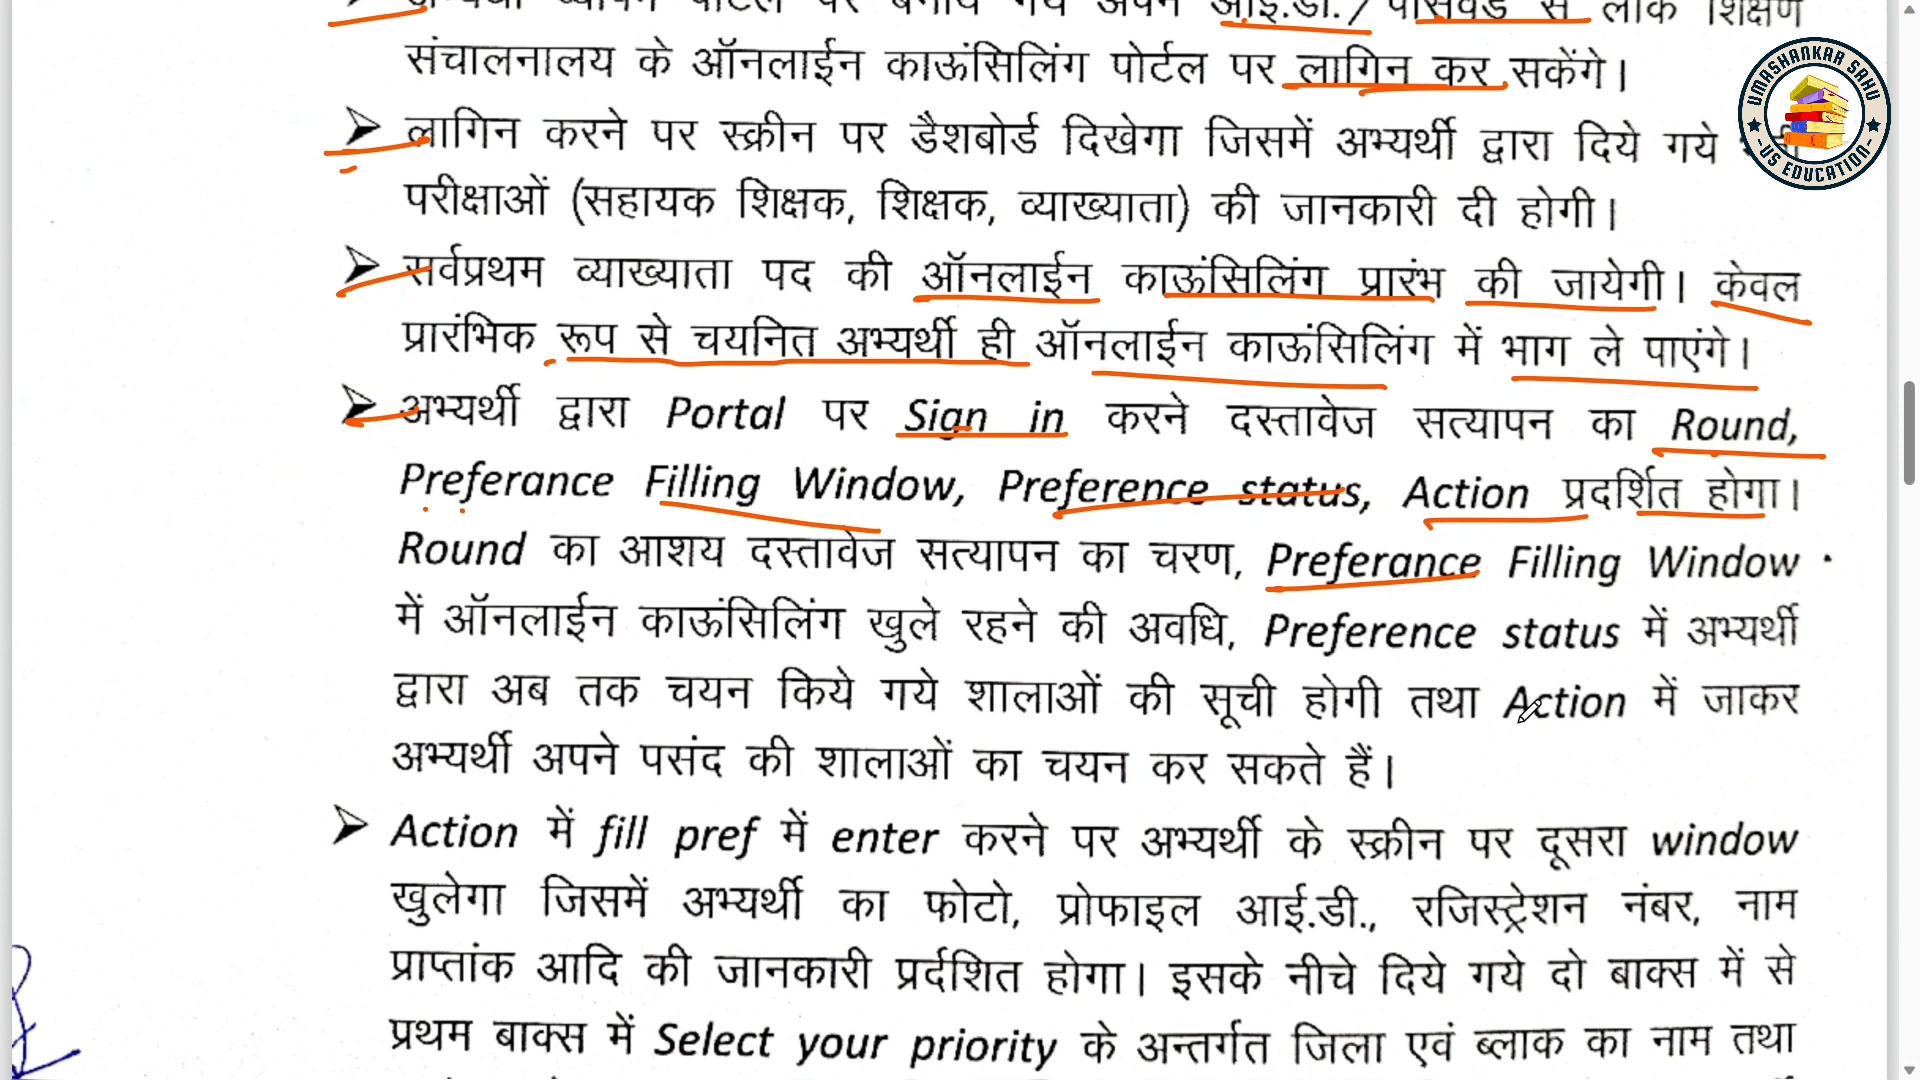 अभ्यर्थी व्यापम पोर्टल पर बनाये गये अपने आई.डी./ पासवर्ड से लोक शिक्षण
संचालनालय के ऑनलाईन काऊंसिलिंग पोर्टल पर लागिन कर सकेंगे।
लागिन करने पर स्क्रीन पर डैशबोर्ड दिखेगा जिसमें अभ्यर्थी द्वारा दिये गये
परीक्षाओं (सहायक शिक्षक, शिक्षक, व्याख्याता) की जानकारी दी होगी।
सर्वप्रथम व्याख्याता पद की ऑनलाईन काऊंसिलिंग प्रारंभ की जायेगी। केवल
प्रारंभिक रूप से चयनित अभ्यर्थी ही ऑनलाईन काऊंसिलिंग में भाग ले पाएंगे।
अभ्यर्थी द्वारा Portal पर Sign in करने दस्तावेज सत्यापन का Round,
Preferance Filling Window, Preference status, Action प्रदर्शित होगा।
Round का आशय दस्तावेज सत्यापन का चरण, Preferance Filling Window
में ऑनलाईन काऊंसिलिंग खुले रहने की अवधि, Preference status में अभ्यर्थी
द्वारा अब तक चयन किये गये शालाओं की सूची होगी तथा Action में जाकर
अभ्यर्थी अपने पसंद की शालाओं का चयन कर सकते हैं।
Action में fill pref में enter करने पर अभ्यर्थी के स्क्रीन पर दूसरा window
खुलेगा जिसमें अभ्यर्थी का फोटो, प्रोफाइल आई.डी., रजिस्ट्रेशन नंबर, नाम
प्राप्तांक आदि की जानकारी प्रर्दशित होगा। इसके नीचे दिये गये दो बाक्स में से
प्रथम बाक्स में Select your priority के अन्तर्गत जिला एवं ब्लाक का नाम तथा
UMASHANKAR SAHU
-US EDUCATION-